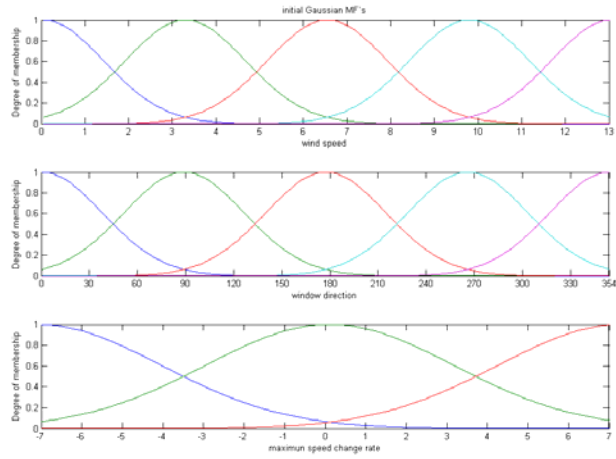 initial Gaussian MF's
Degree of membership
1
0.8
0.6
0.4
0.2
0
0 1 2 3 4 5 6 7 8 9 10 11 12 13
wind speed
Degree of membership
1
0.8
0.6
0.4
0.2
0
0 30 60 90 120 150 180 210 240 270 300 330 354
window direction
Degree of membership
1
0.8
0.6
0.4
0.2
0
-7 -6 -5 -4 -3 -2 -1 0 1 2 3 4 5 6 7
maximun speed change rate